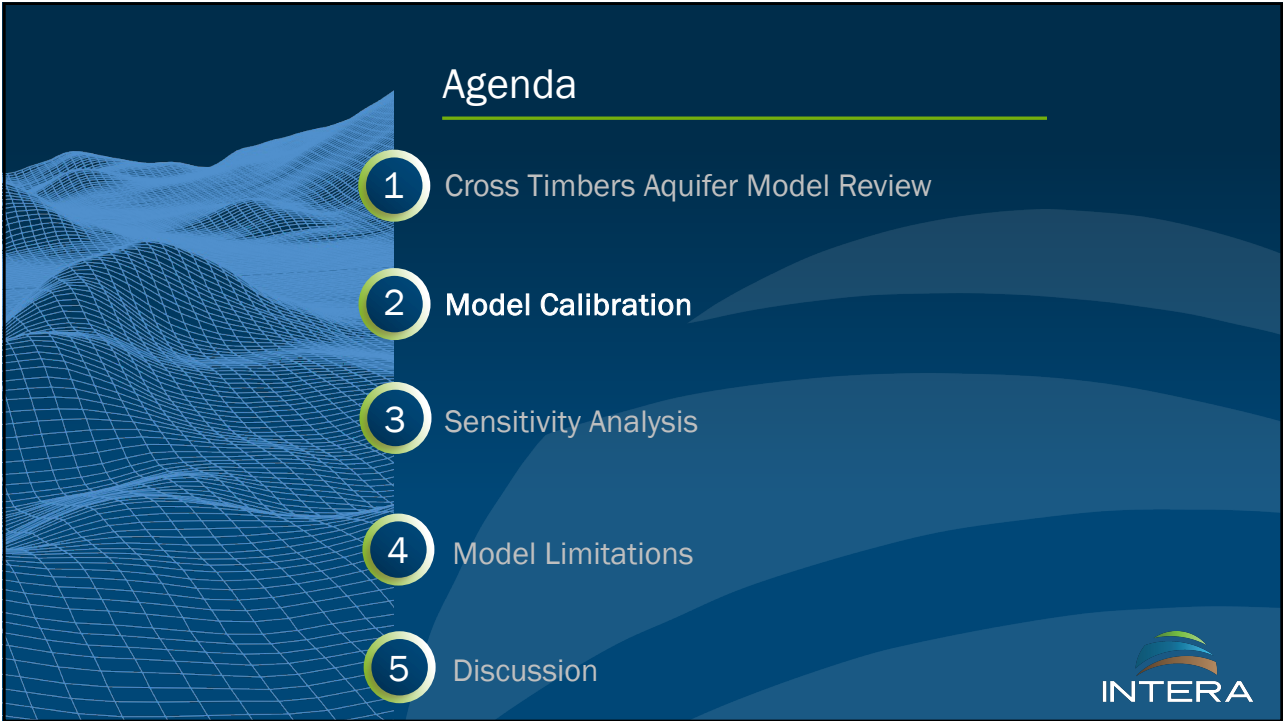 Agenda
1 Cross Timbers Aquifer Model Review
2 Model Calibration
3 Sensitivity Analysis
4 Model Limitations
5 Discussion
INTERA